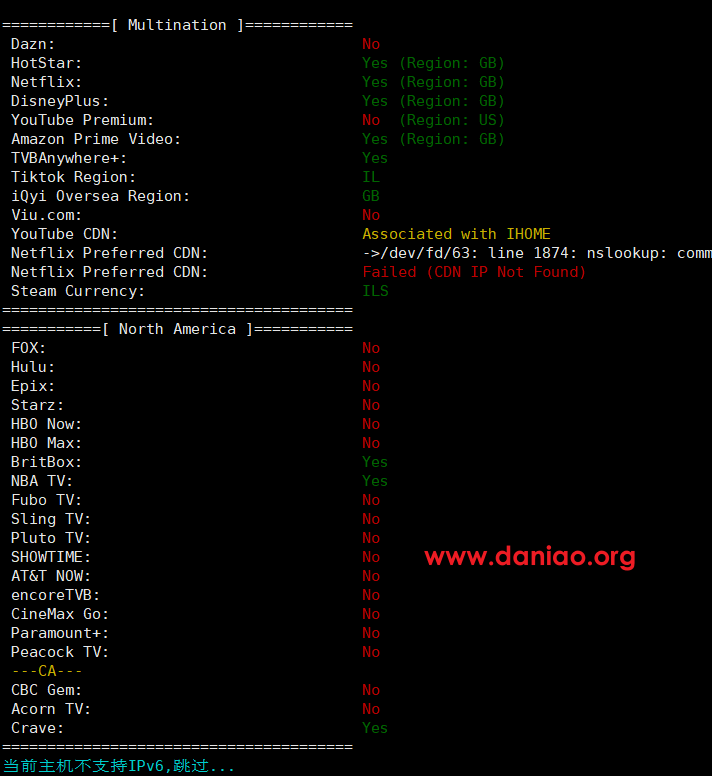 ============[ Multination ]============
Dazn: No
HotStar: Yes (Region: GB)
Netflix: Yes (Region: GB)
DisneyPlus: Yes (Region: GB)
YouTube Premium: No (Region: US)
Amazon Prime Video: Yes (Region: GB)
TVBAnywhere+: Yes
Tiktok Region: IL
iQyi Oversea Region: GB
Viu.com: No
YouTube CDN: Associated with IHOME
Netflix Preferred CDN: ->/dev/fd/63: line 1874: nslookup: comm
Netflix Preferred CDN: Failed (CDN IP Not Found)
Steam Currency: ILS
=======================================
===========[ North America ]===========
FOX: No
Hulu: No
Epix: No
Starz: No
HBO Now: No
HBO Max: No
BritBox: Yes
NBA TV: Yes
Fubo TV: No
Sling TV: No
Pluto TV: No
SHOWTIME: No
www.daniao.org
AT&T NOW: No
encoreTVB: No
CineMax Go: No
Paramount+: No
Peacock TV: No
---CA---
CBC Gem: No
Acorn TV: No
Crave: Yes
=======================================
当前主机不支持IPv6,跳过...